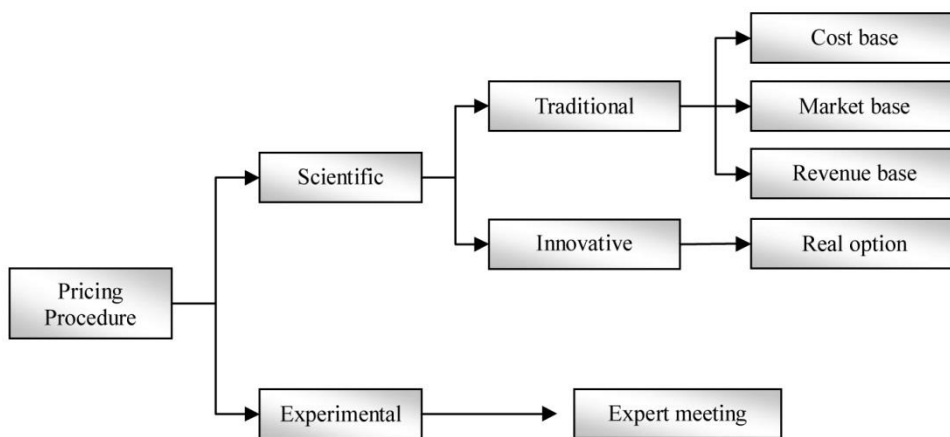 Cost base
Traditional
Market base
Scientific
Revenue base
Innovative
Real option
Pricing
Procedure
Experimental
Expert meeting